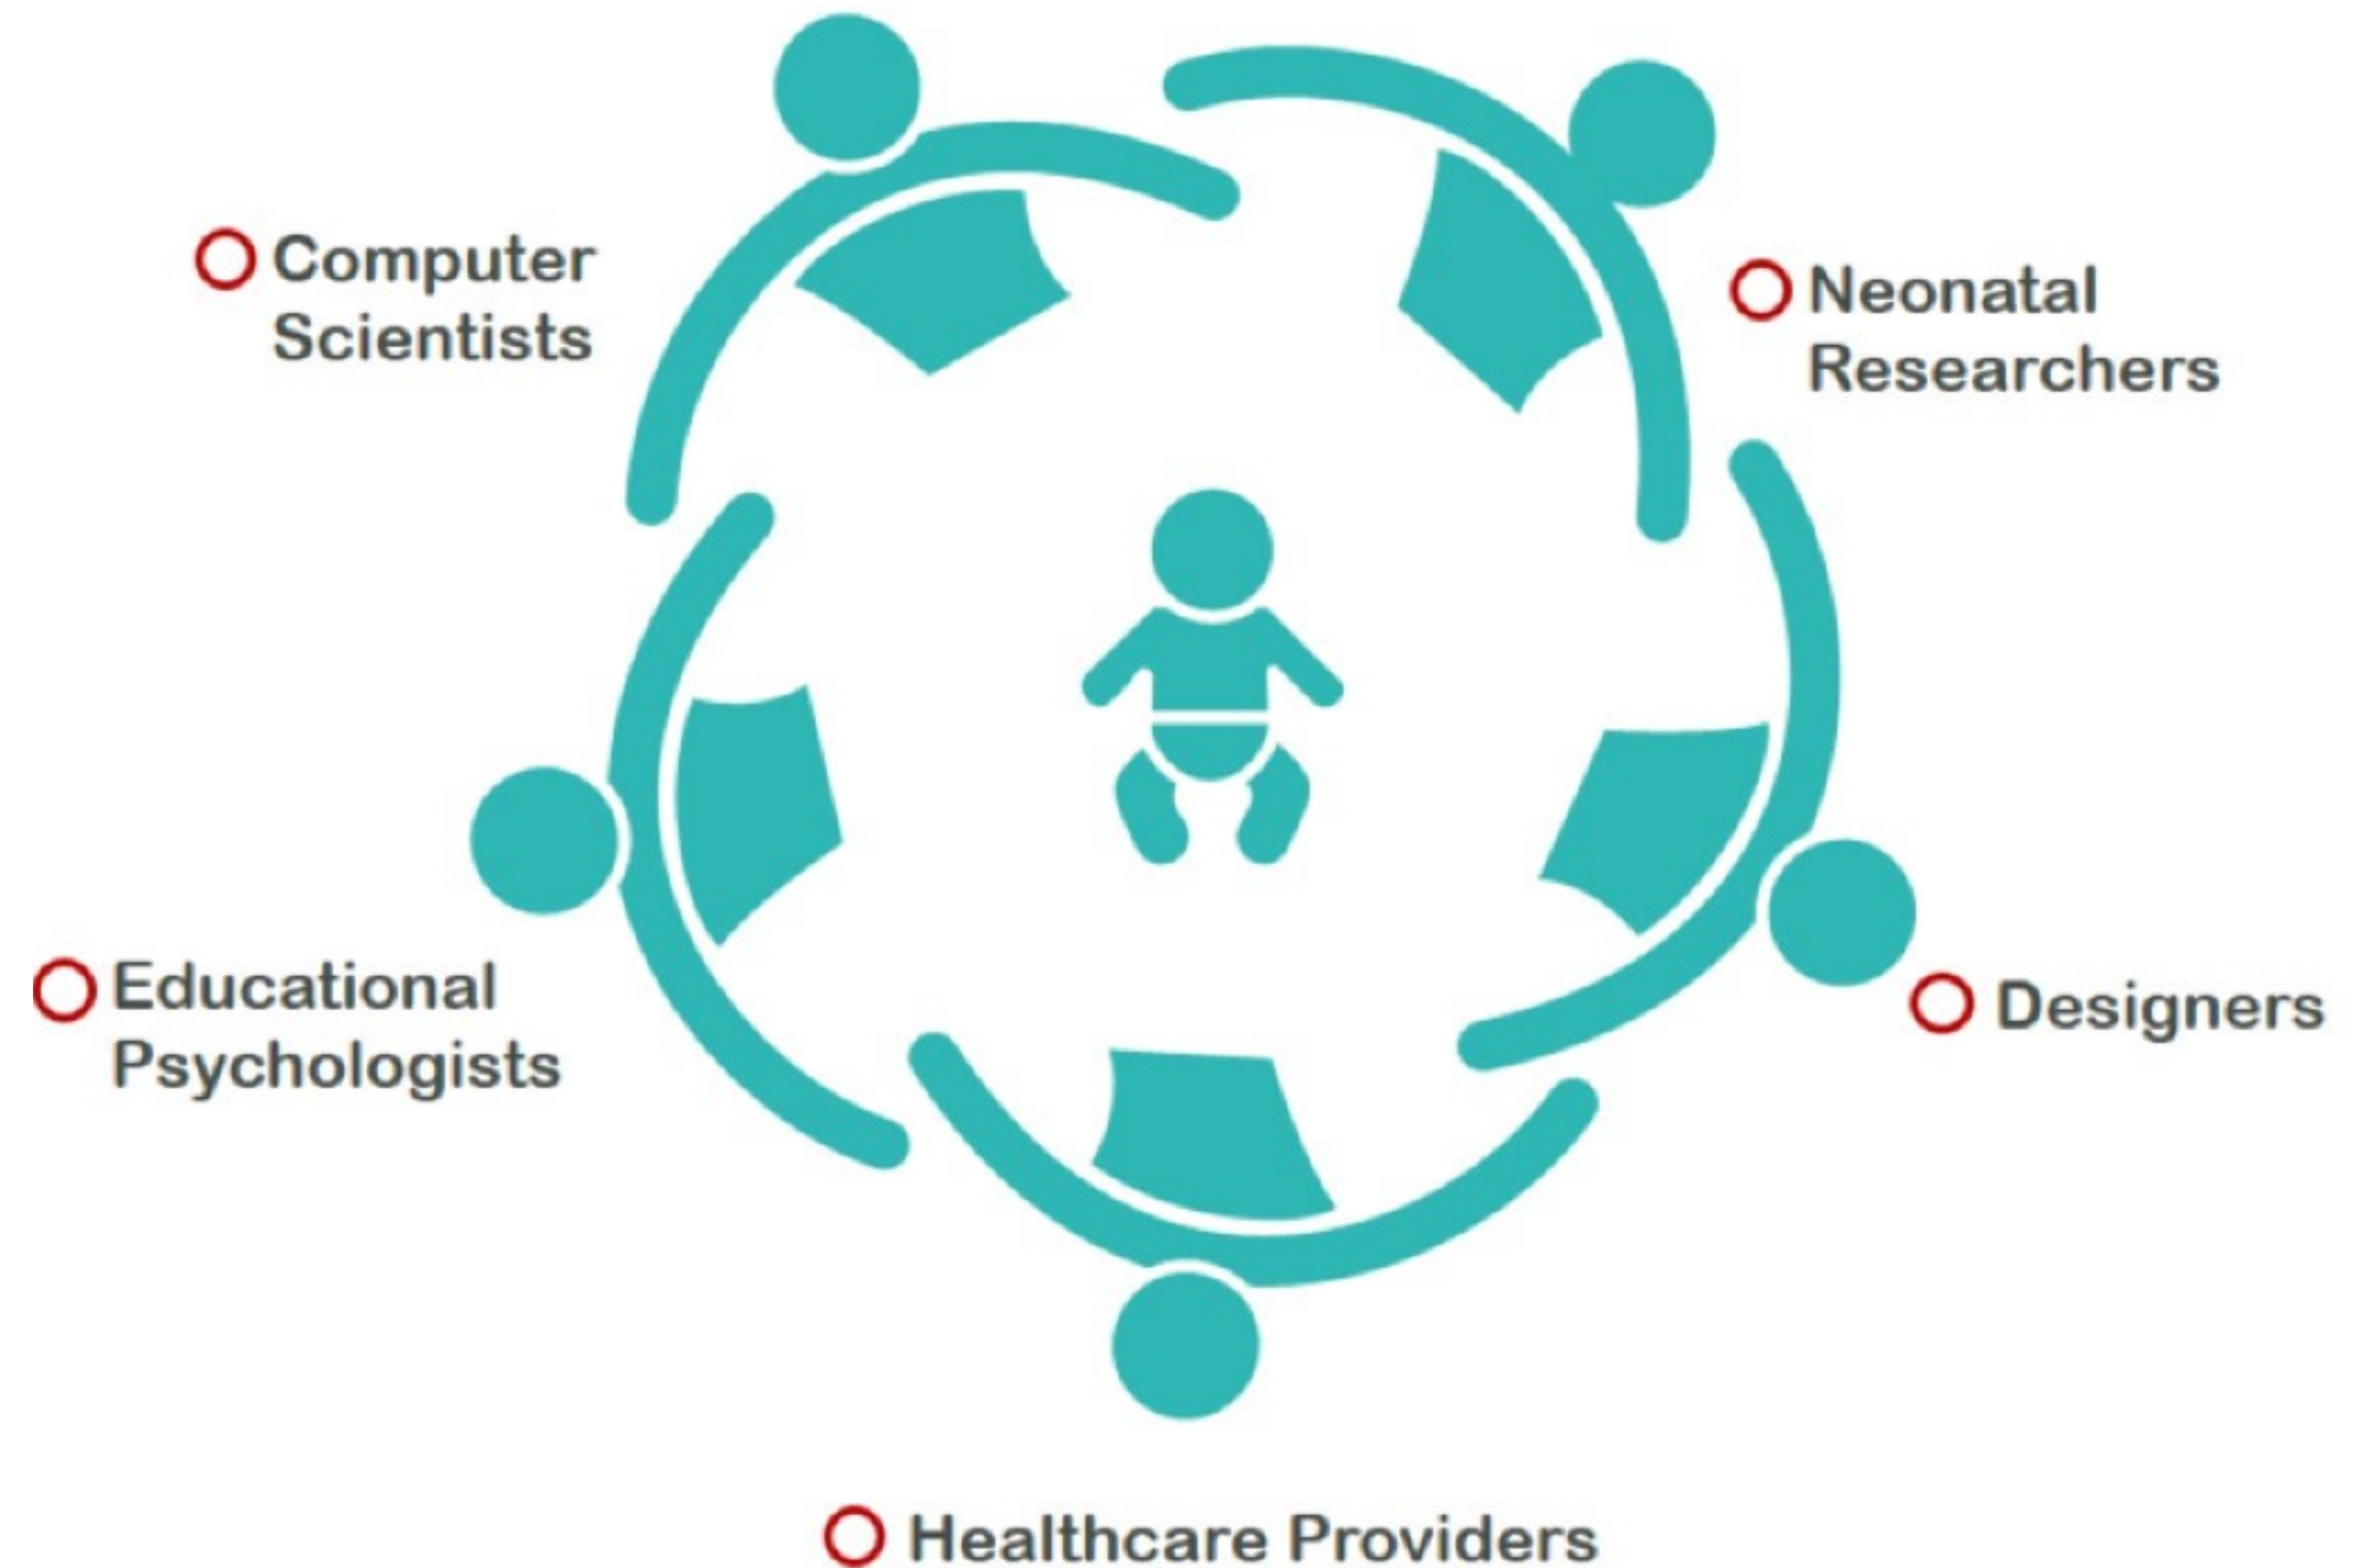 Computer
Scientists
Neonatal
Researchers
Educational
Psychologists
Designers
Healthcare Providers